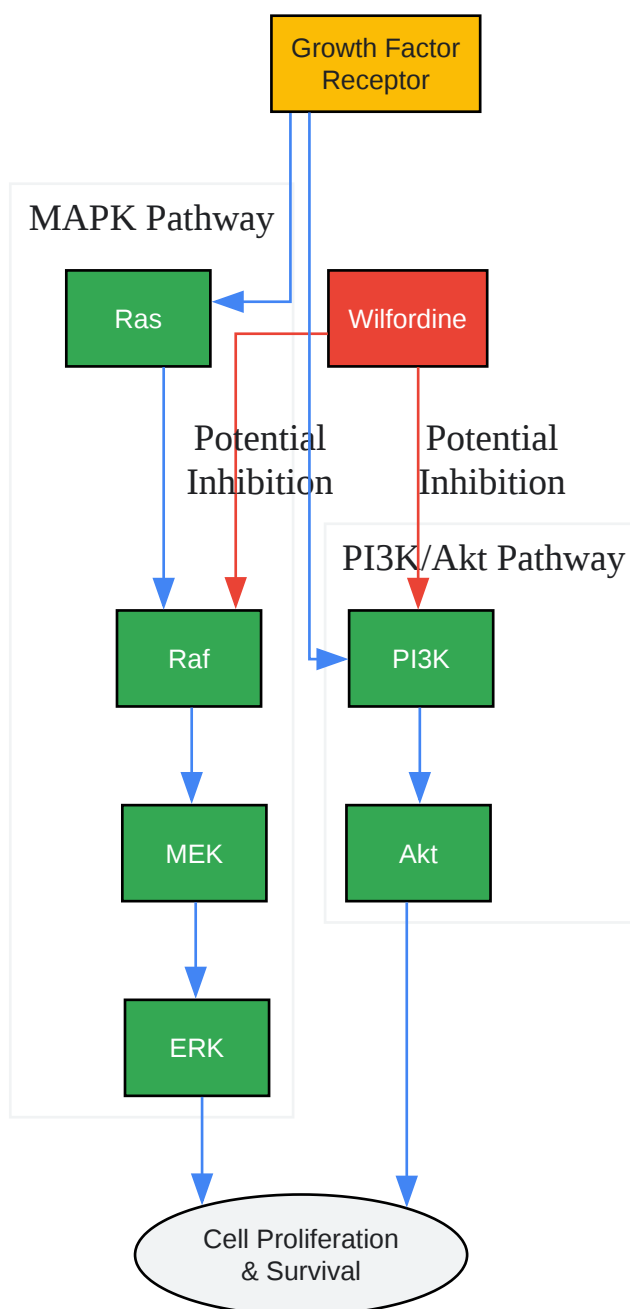 Growth Factor
Receptor
MAPK Pathway
Ras
Wilfordine
Potential
Inhibition
Potential
Inhibition
PI3K/Akt Pathway
Raf
PI3K
MEK
Akt
ERK
Cell Proliferation
& Survival